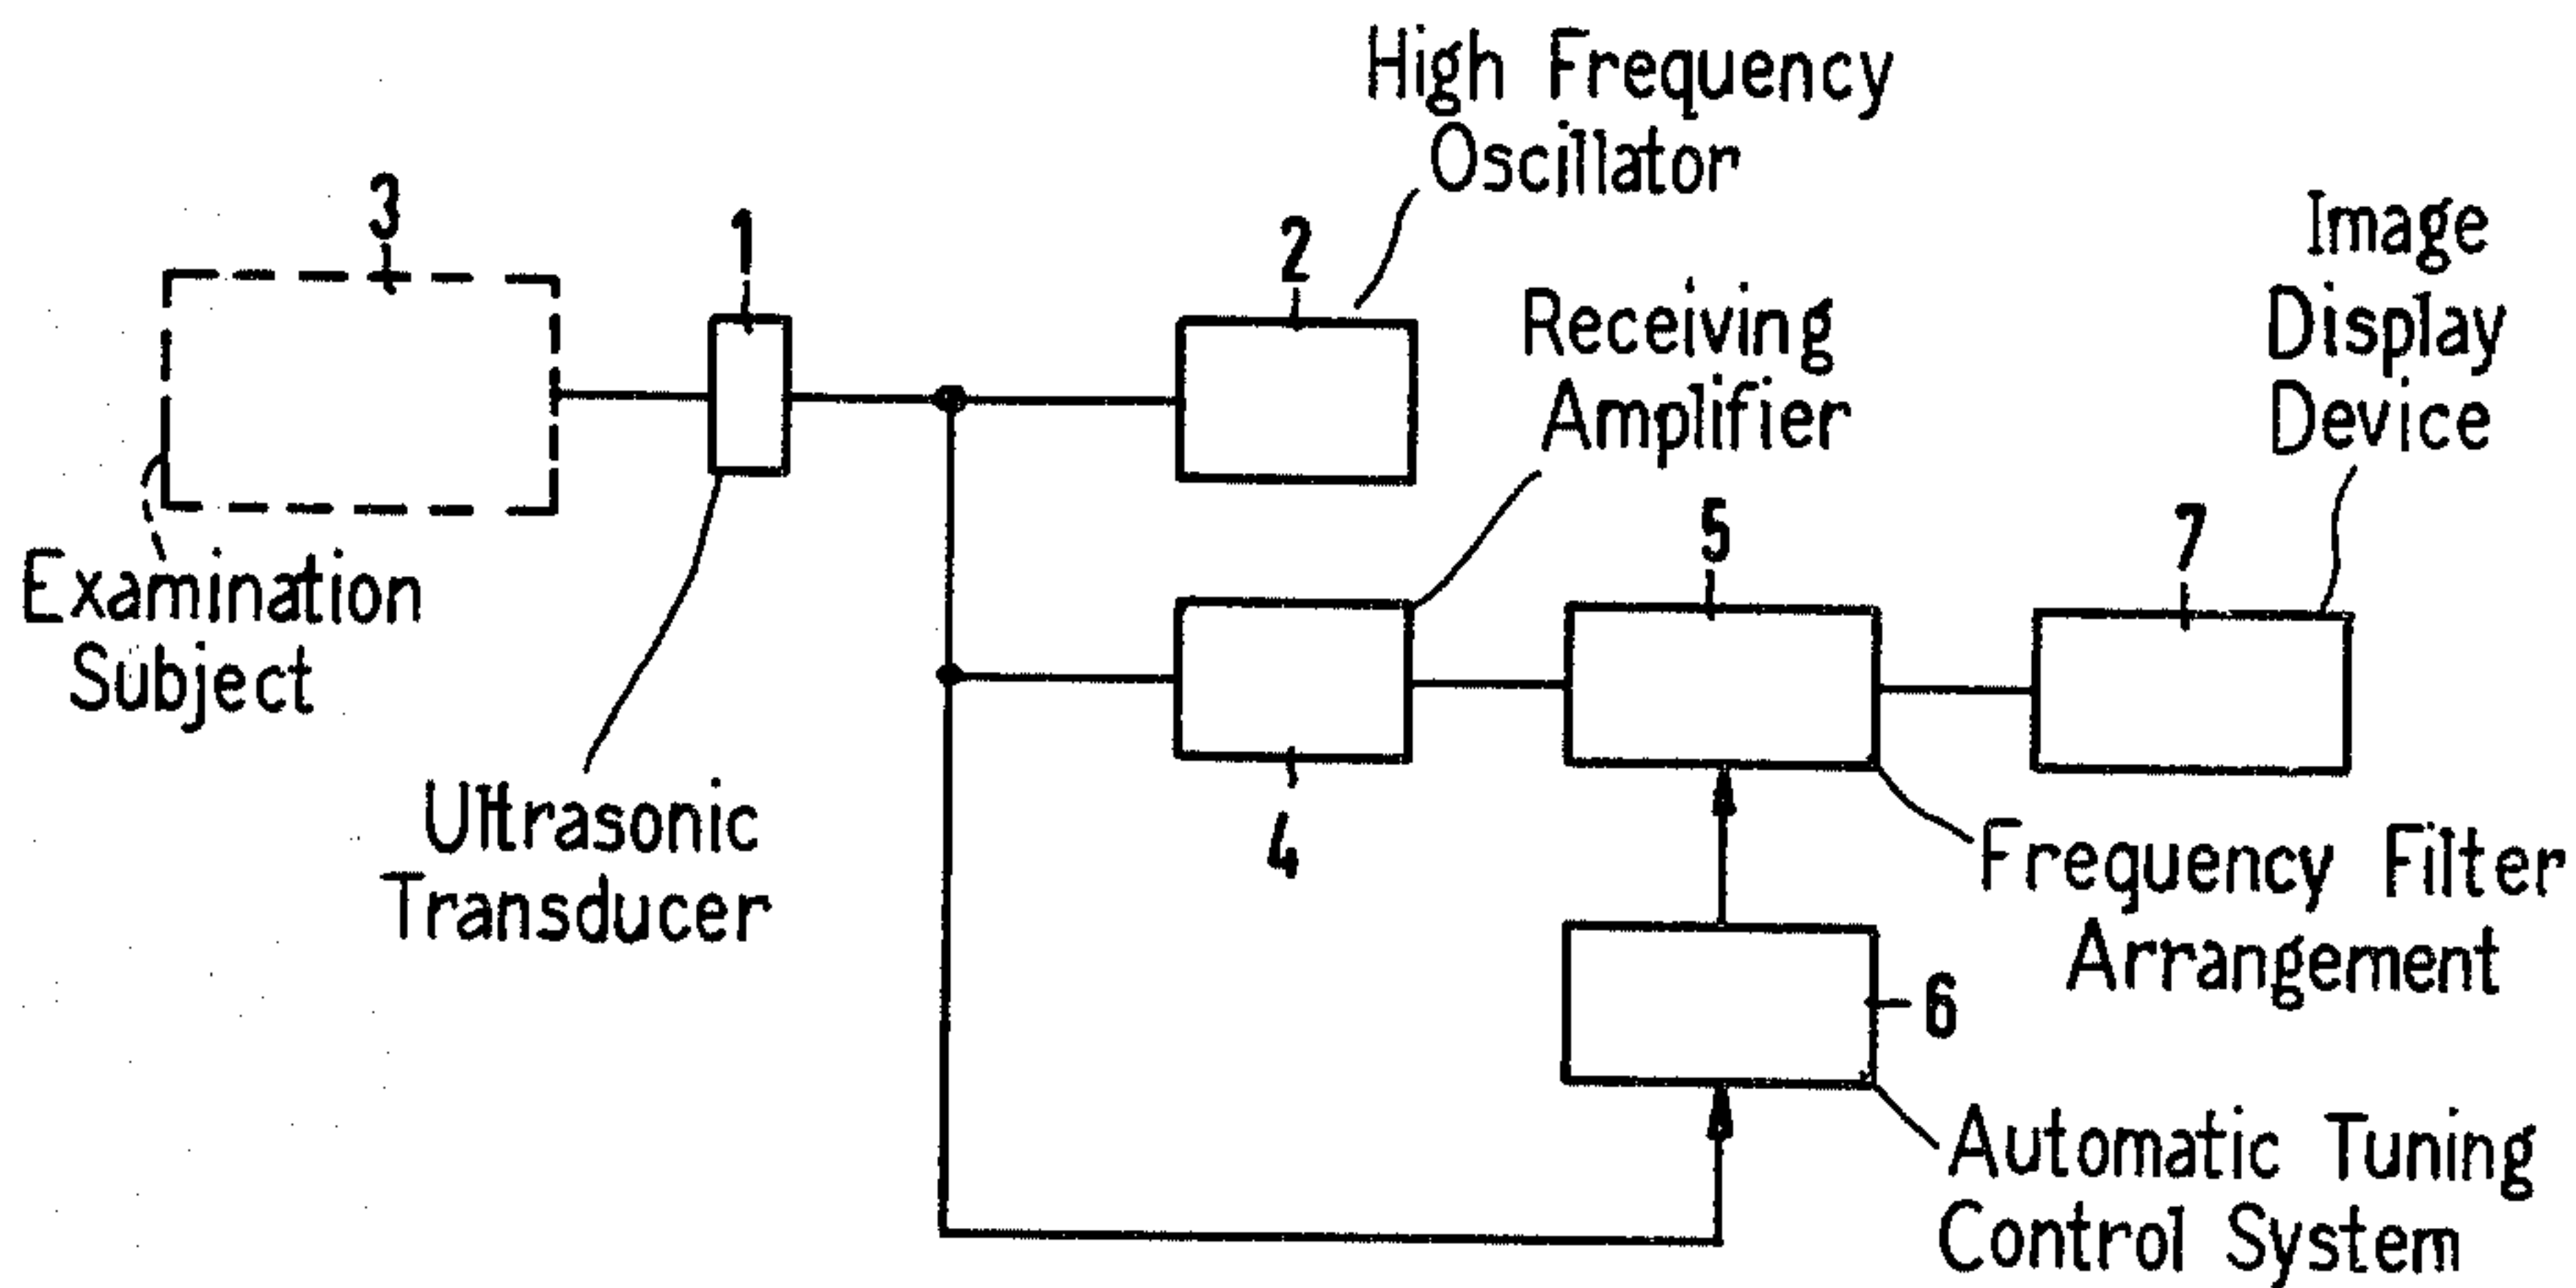 High Frequency
Oscillator
3
1
2
Image
Display
Device
Receiving
Amplifier
5
7
Examination
Subject
Ultrasonic
Transducer
4
Frequency Filter
Arrangement
6
Automatic Tuning
Control System